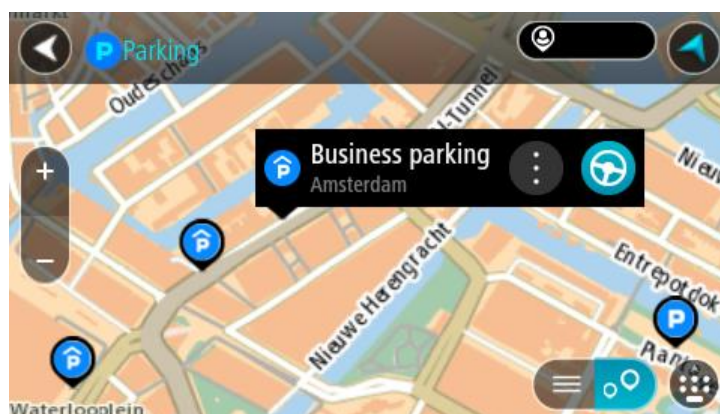 P Parking
Oudeschans
Business parking
Amsterdam
Nieuwe Herengracht
Entrepotdok
P
Waterlooplein